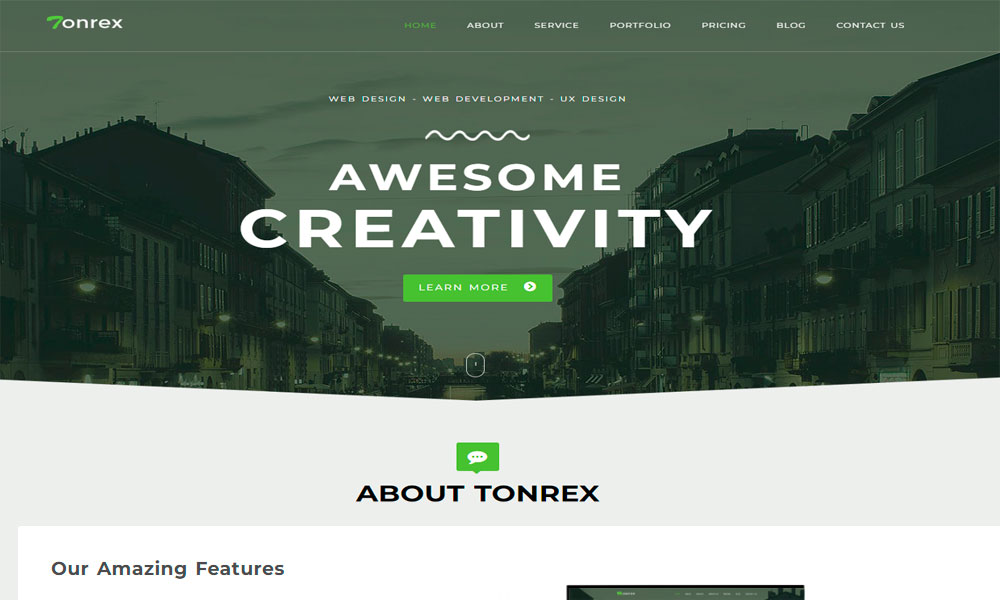 Tonrex
HOME ABOUT SERVICE PORTFOLIO PRICING BLOG CONTACT US
WEB DESIGN - WEB DEVELOPMENT - UX DESIGN
AWESOME
CREATIVITY
LEARN MORE
ABOUT TONREX
Our Amazing Features